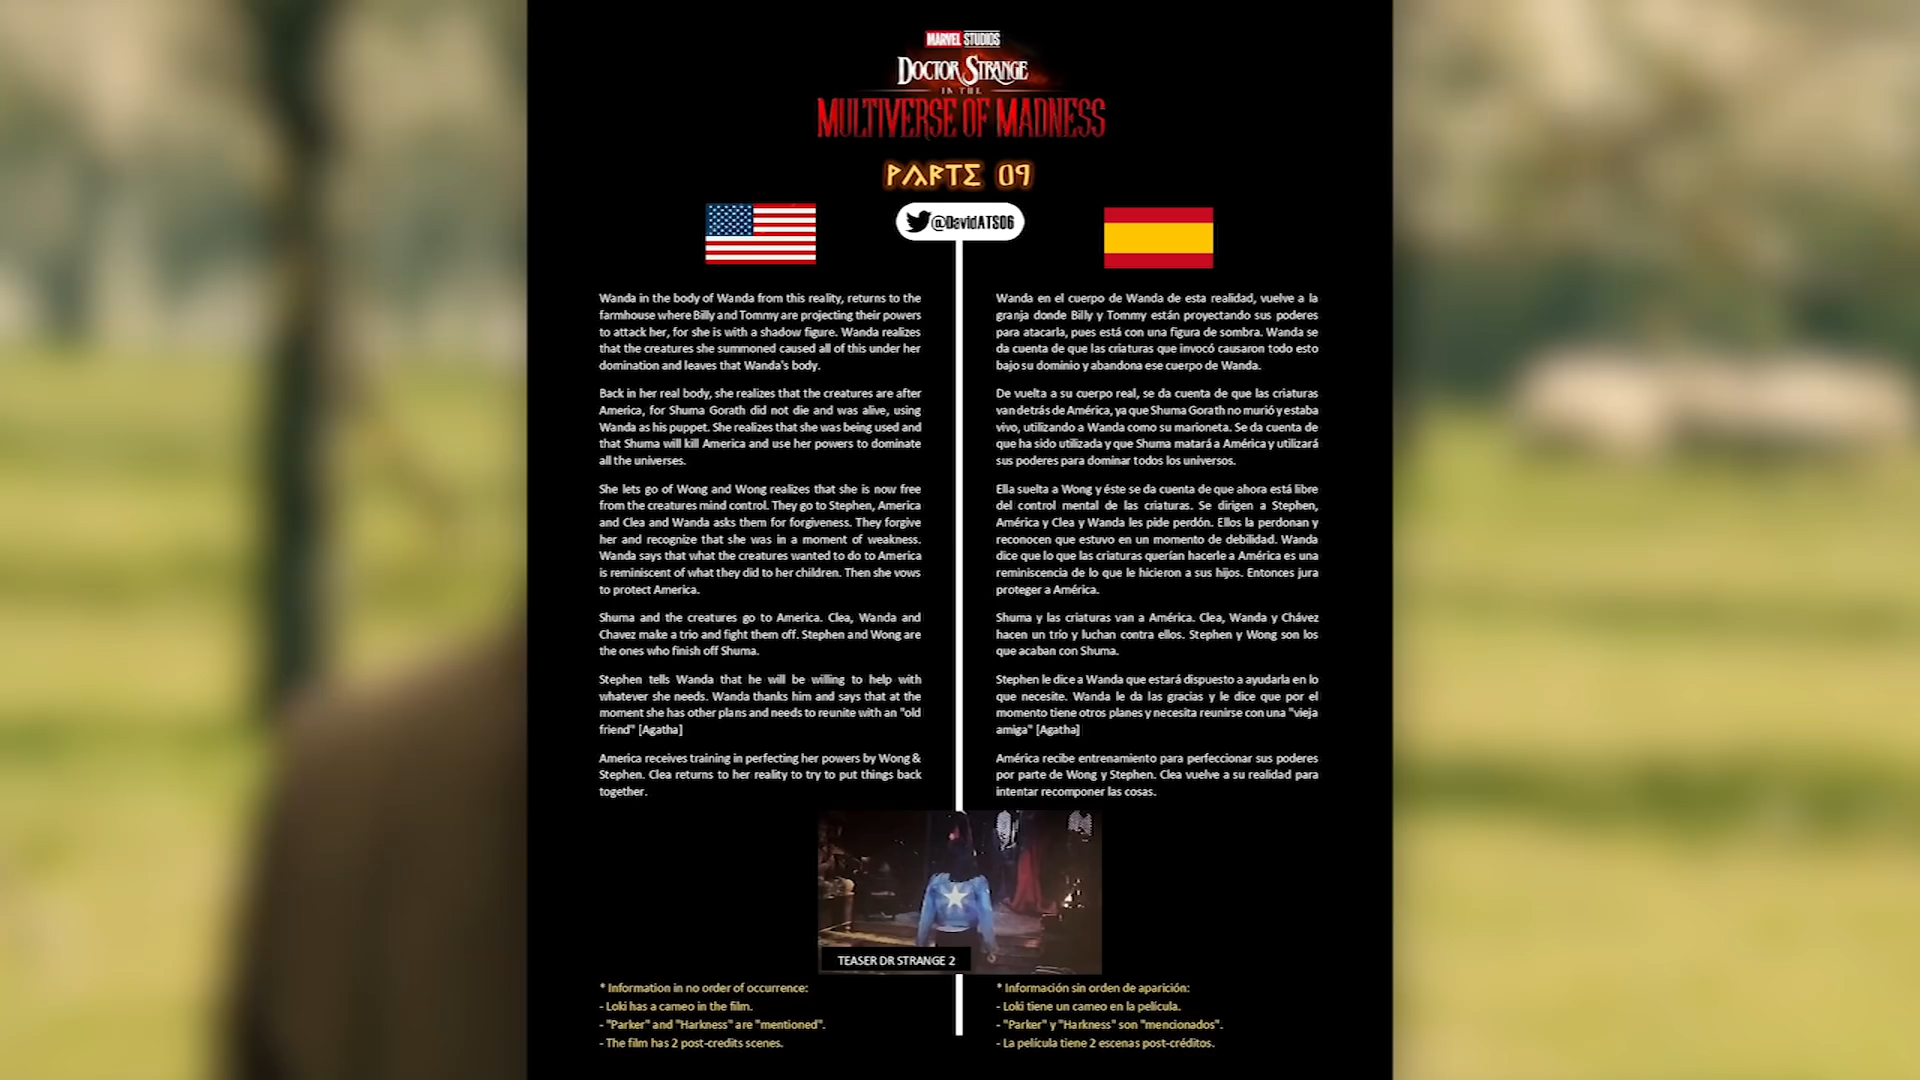 MARVEL STUDIOS
DOCTOR STRANGE
IN THE
MULTIVERSE OF MADNESS
PARTE 09
@DavidATS06
Wanda in the body of Wanda from this reality, returns to the
farmhouse where Billy and Tommy are projecting their powers
to attack her, for she is with a shadow figure. Wanda realizes
that the creatures she summoned caused all of this under her
domination and leaves that Wanda's body.
Back in her real body, she realizes that the creatures are after
America, for Shuma Gorath did not die and was alive, using
Wanda as his puppet. She realizes that she was being used and
that Shuma will kill America and use her powers to dominate
all the universes.
She lets go of Wong and Wong realizes that she is now free
from the creatures mind control. They go to Stephen, America
and Clea and Wanda asks them for forgiveness. They forgive
her and recognize that she was in a moment of weakness.
Wanda says that what the creatures wanted to do to America
is reminiscent of what they did to her children. Then she vows
to protect America.
Shuma and the creatures go to America. Clea, Wanda and
Chavez make a trio and fight them off. Stephen and Wong are
the ones who finish off Shuma.
Stephen tells Wanda that he will be willing to help with
whatever she needs. Wanda thanks him and says that at the
moment she has other plans and needs to reunite with an "old
friend" [Agatha]
America receives training in perfecting her powers by Wong &
Stephen. Clea returns to her reality to try to put things back
together.
Wanda en el cuerpo de Wanda de esta realidad, vuelve a la
granja donde Billy y Tommy están proyectando sus poderes
para atacarla, pues está con una figura de sombra. Wanda se
da cuenta de que las criaturas que invocó causaron todo esto
bajo su dominio y abandona ese cuerpo de Wanda.
De vuelta a su cuerpo real, se da cuenta de que las criaturas
van detrás de América, ya que Shuma Gorath no murió y estaba
vivo, utilizando a Wanda como su marioneta. Se da cuenta de
que ha sido utilizada y que Shuma matará a América y utilizará
sus poderes para dominar todos los universos.
Ella suelta a Wong y éste se da cuenta de que ahora está libre
del control mental de las criaturas. Se dirigen a Stephen,
América y Clea y Wanda les pide perdón. Ellos la perdonan y
reconocen que estuvo en un momento de debilidad. Wanda
dice que lo que las criaturas querían hacerle a América es una
reminiscencia de lo que le hicieron a sus hijos. Entonces jura
proteger a América.
Shuma y las criaturas van a América. Clea, Wanda y Chávez
hacen un trío y luchan contra ellos. Stephen y Wong son los
que acaban con Shuma.
Stephen le dice a Wanda que estará dispuesto a ayudarla en lo
que necesite. Wanda le da las gracias y le dice que por el
momento tiene otros planes y necesita reunirse con una "vieja
amiga" [Agatha]
América recibe entrenamiento para perfeccionar sus poderes
por parte de Wong y Stephen. Clea vuelve a su realidad para
intentar recomponer las cosas.
TEASER DR STRANGE 2
* Information in no order of occurrence:
- Loki has a cameo in the film.
- "Parker" and "Harkness" are "mentioned".
- The film has 2 post-credits scenes.
* Información sin orden de aparición:
- Loki tiene un cameo en la película.
- "Parker" y "Harkness" son "mencionados".
- La película tiene 2 escenas post-créditos.